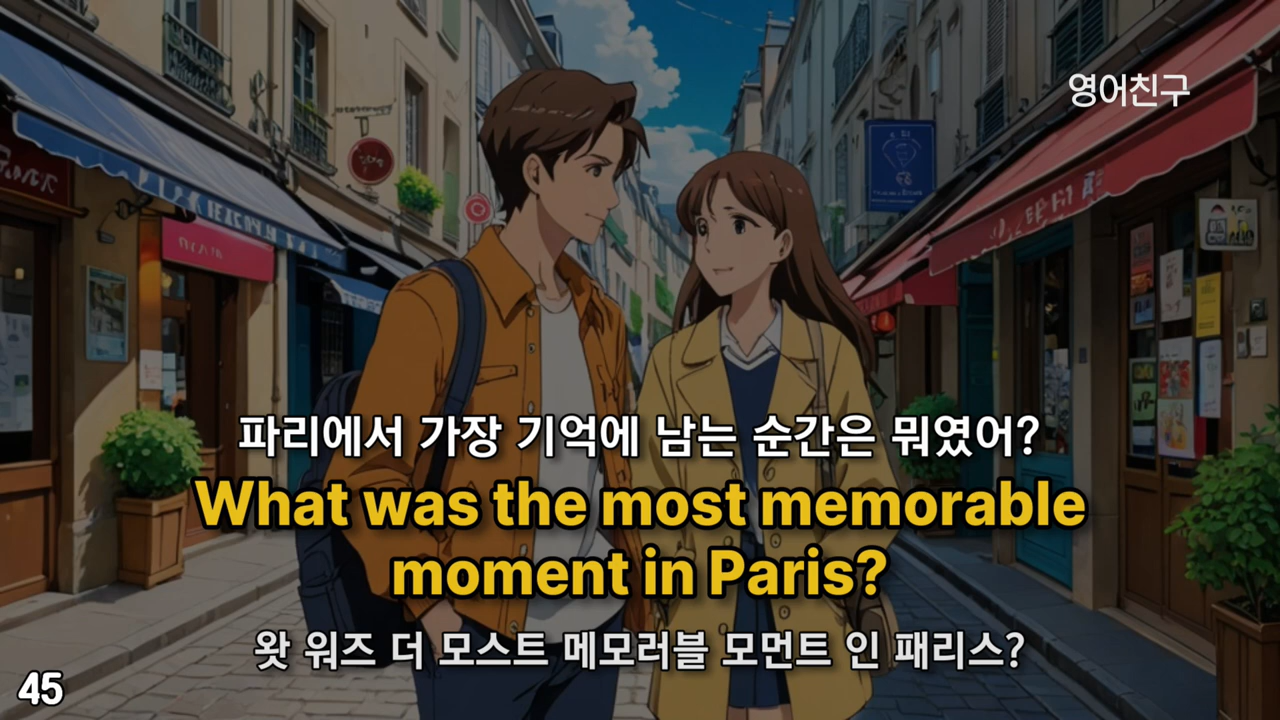 영어친구
파리에서 가장 기억에 남는 순간은 뭐였어?
What was the most memorable
moment in Paris?
왓 워즈 더 모스트 메모러블 모먼트 인 패리스?
45